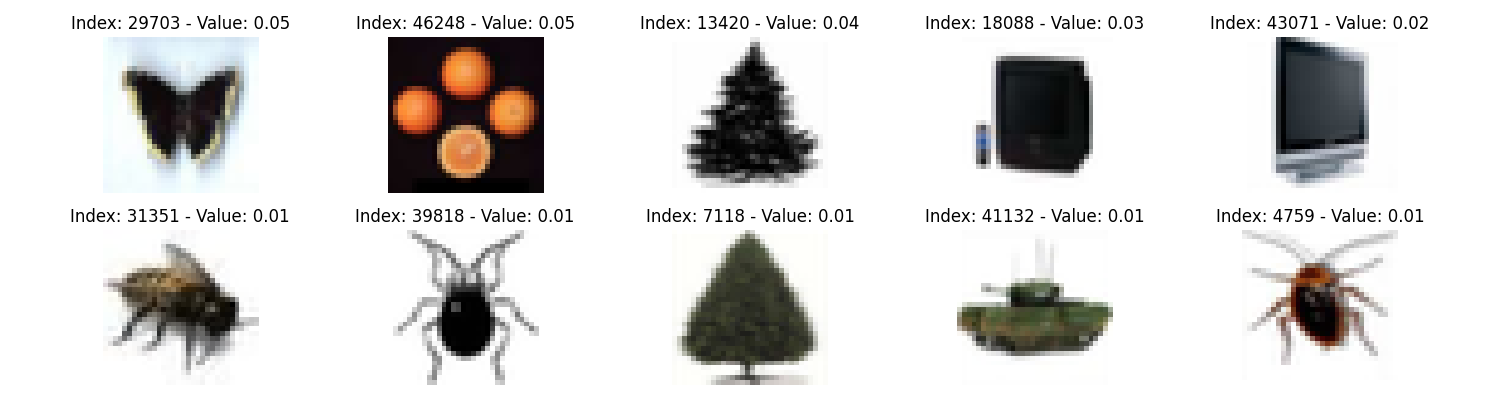 Index: 29703 - Value: 0.05
Index: 46248 - Value: 0.05
Index: 13420 - Value: 0.04
Index: 18088 - Value: 0.03
Index: 43071 - Value: 0.02
Index: 31351 - Value: 0.01
Index: 39818 - Value: 0.01
Index: 7118 - Value: 0.01
Index: 41132 - Value: 0.01
Index: 4759 - Value: 0.01